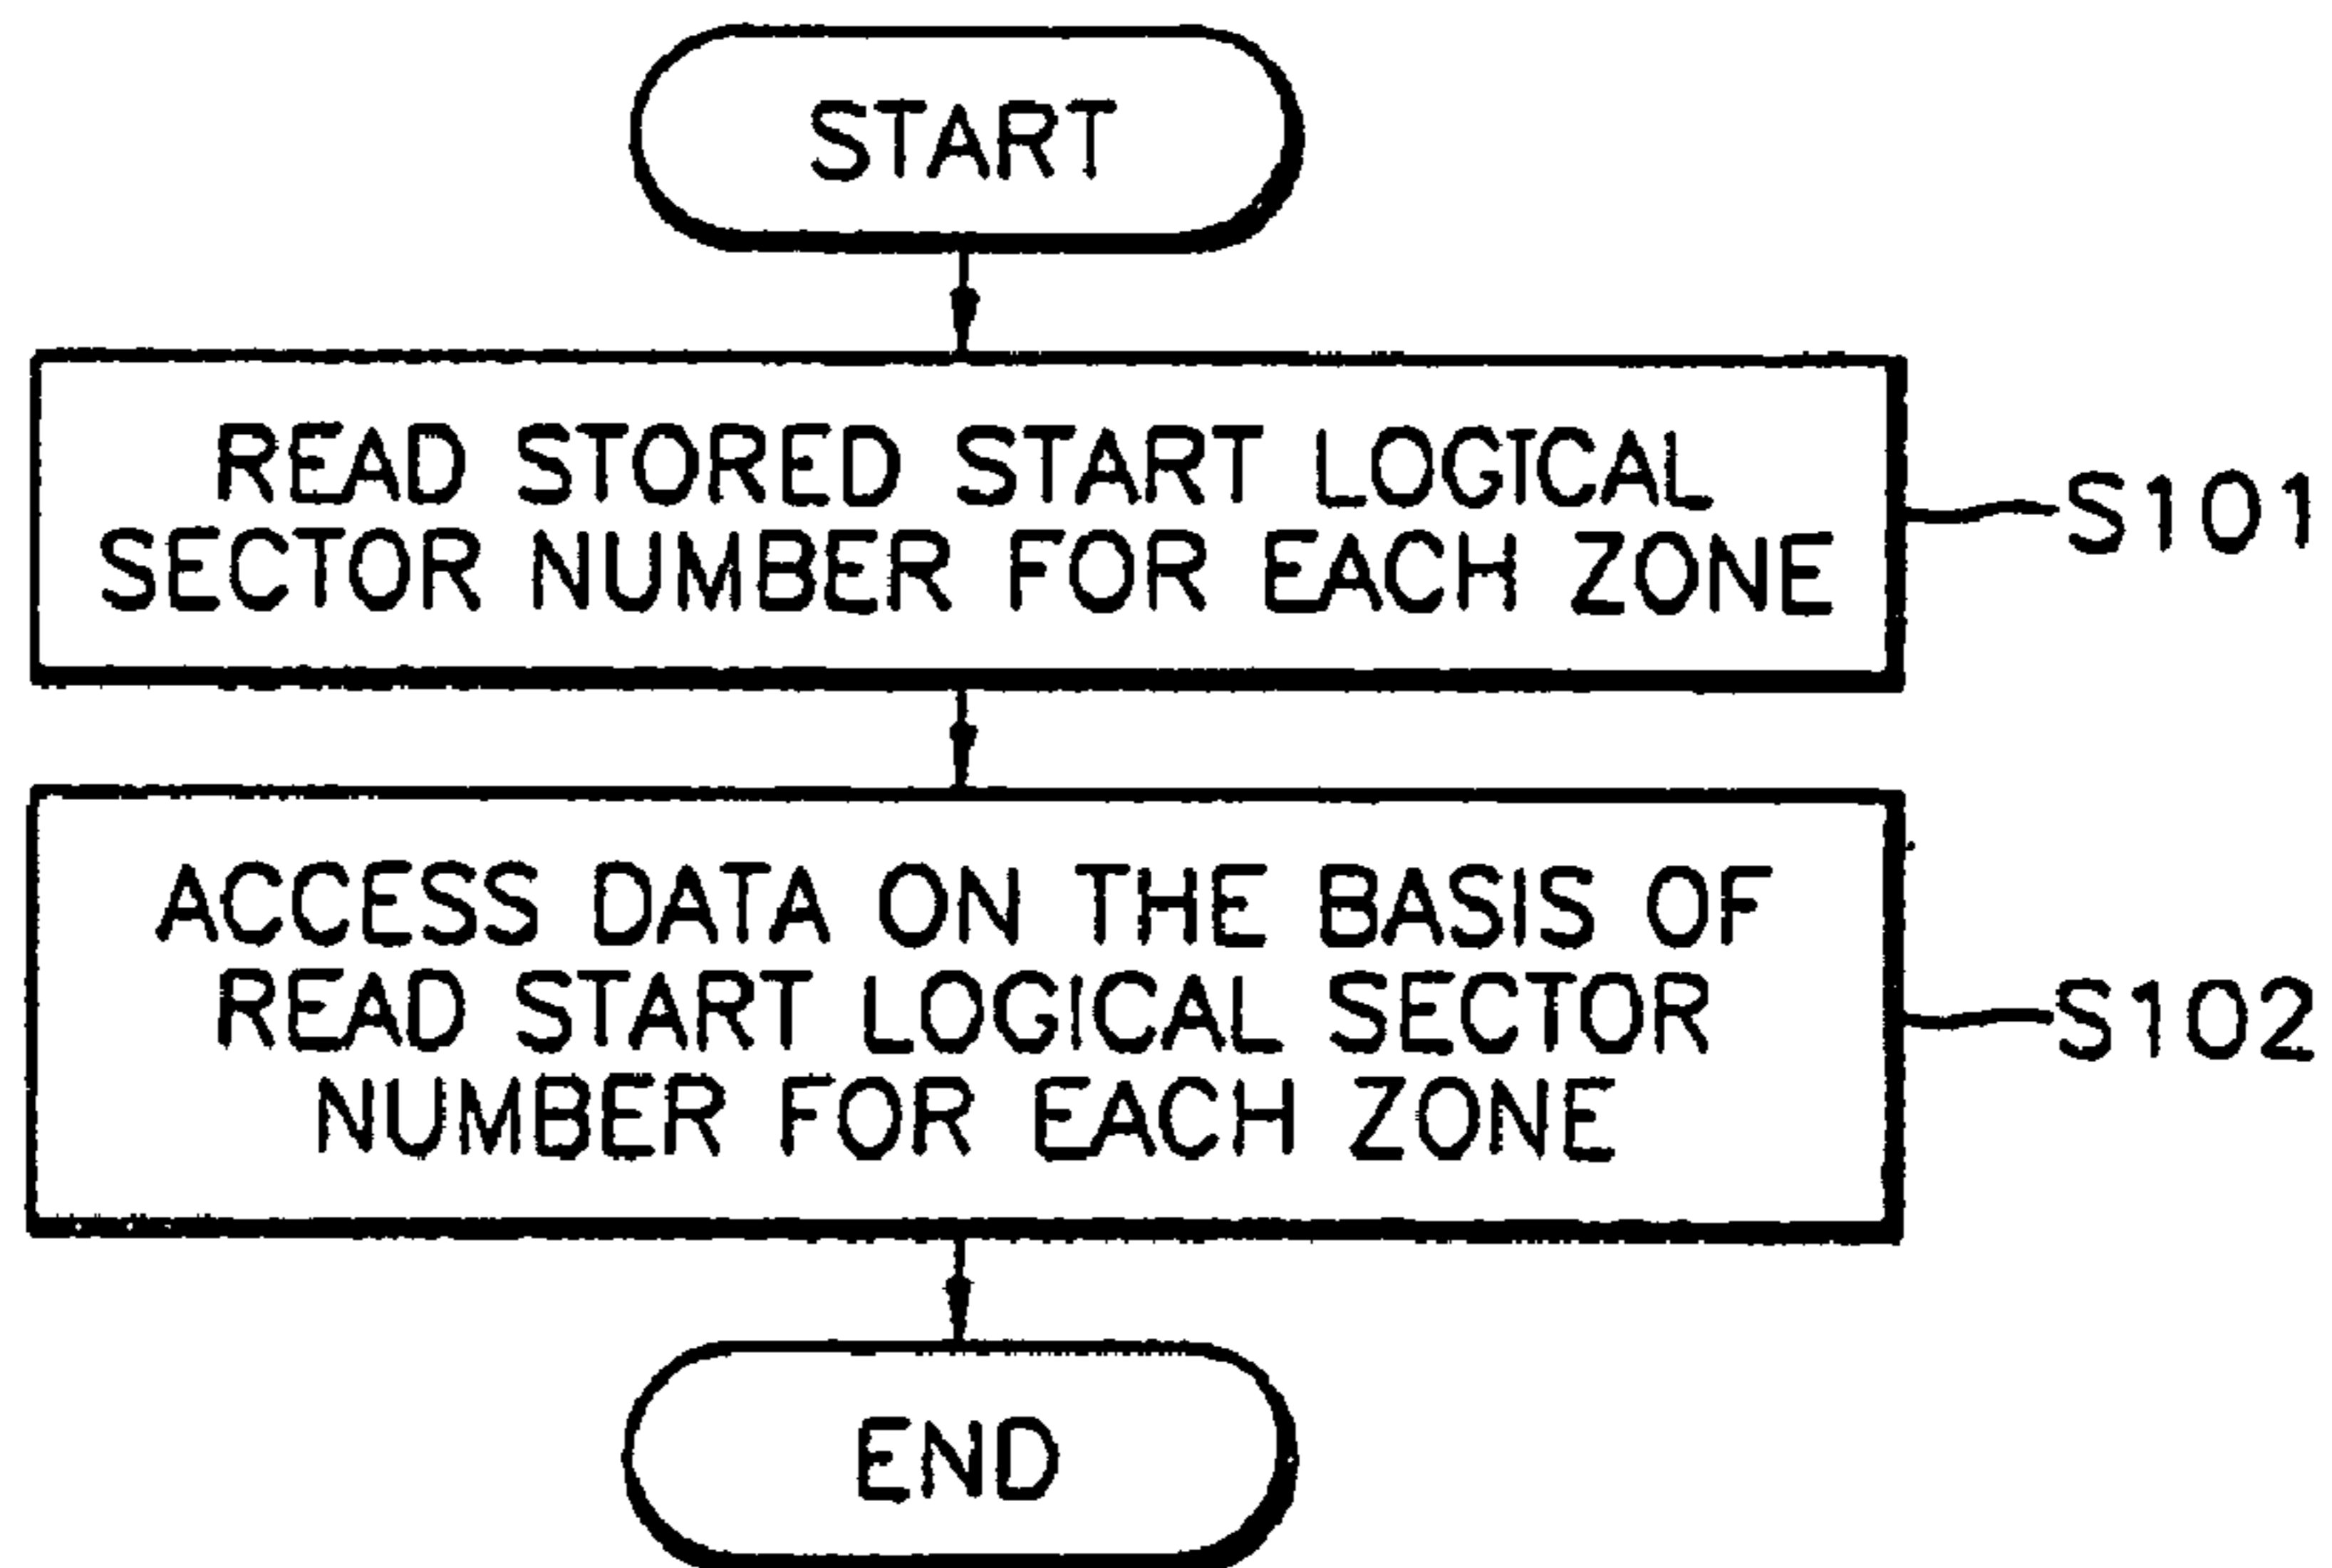 START
READ STORED START LOGICAL
SECTOR NUMBER FOR EACH ZONE
S101
ACCESS DATA ON THE BASIS OF
READ START LOGICAL SECTOR
NUMBER FOR EACH ZONE
S102
END